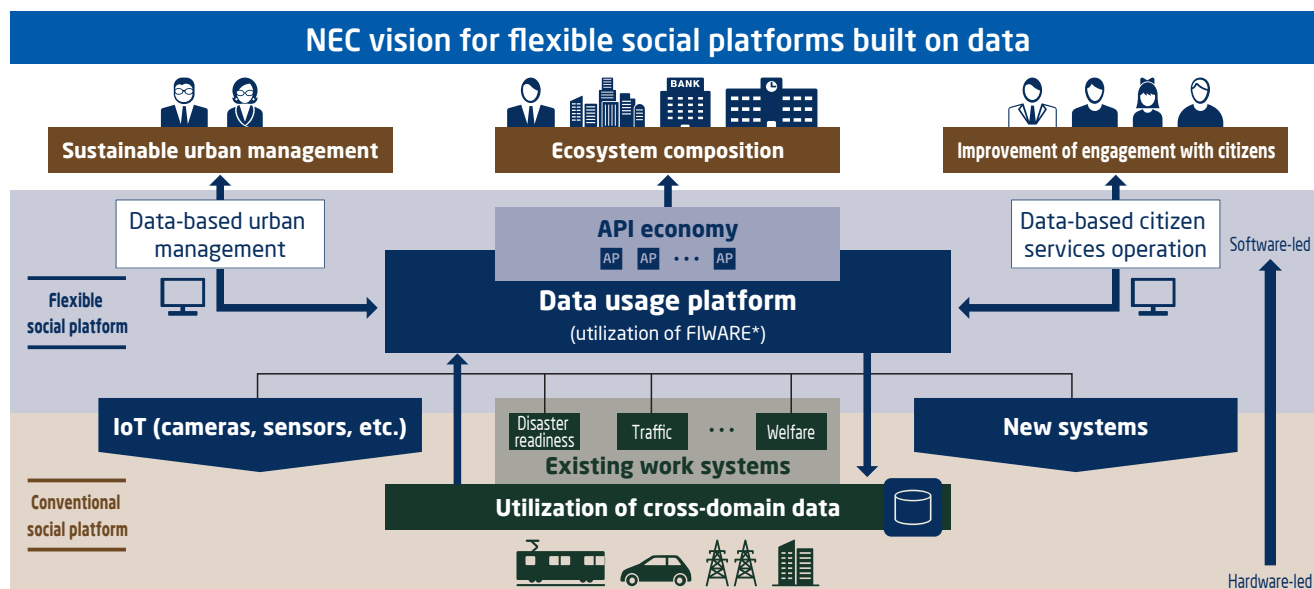 NEC vision for flexible social platforms built on data
BANK
Sustainable urban management
Ecosystem composition
Improvement of engagement with citizens
Data-based urban
management
API economy
AP AP ··· AP
Data-based citizen
services operation
Software-led
Flexible
social platform
Data usage platform
(utilization of FIWARE*)
IoT (cameras, sensors, etc.)
Disaster
readiness
Traffic
···
Welfare
Existing work systems
New systems
Conventional
social platform
Utilization of cross-domain data
Hardware-led